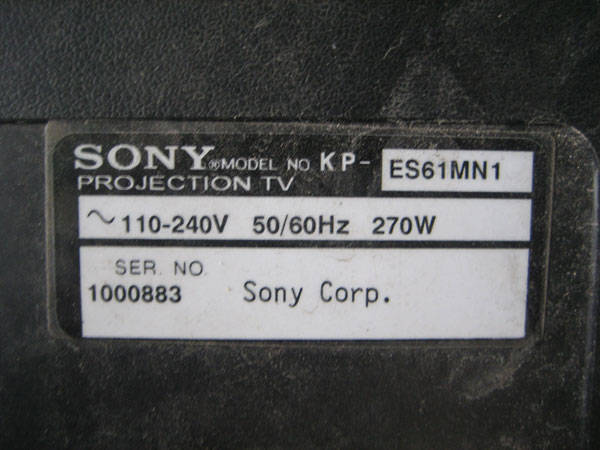 SONY® MODEL NO. KP- ES61MN1
PROJECTION TV
~ 110-240V 50/60Hz 270W
SER. NO.
1000883 Sony Corp.